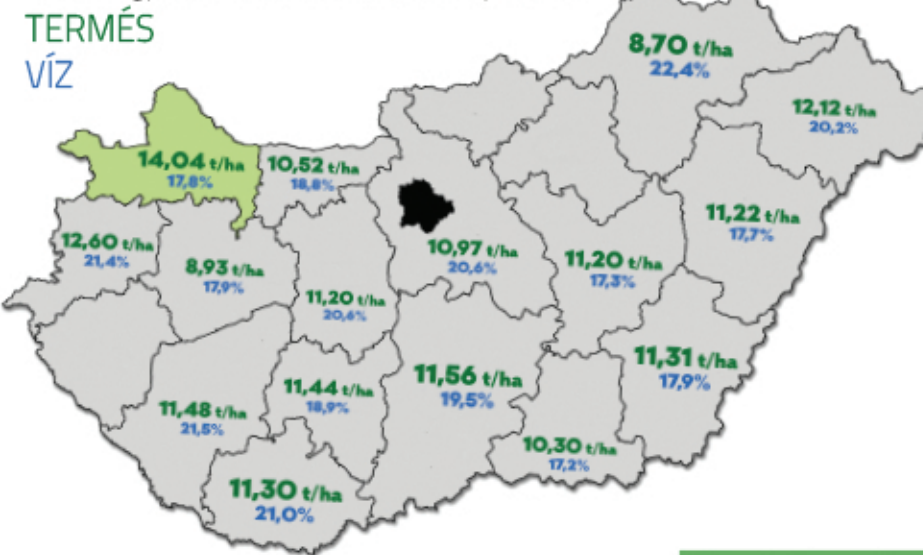 TERMÉS
VÍZ
8,70 t/ha
22,4%
12,12 t/ha
20,2%
14,04 t/ha
17,8%
10,52 t/ha
18,8%
11,22 t/ha
17,7%
12,60 t/ha
21,4%
8,93 t/ha
17,9%
10,97 t/ha
20,6%
11,20 t/ha
17,3%
11,20 t/ha
20,6%
11,31 t/ha
17,9%
11,56 t/ha
19,5%
11,44 t/ha
18,9%
11,48 t/ha
21,5%
10,30 t/ha
17,2%
11,30 t/ha
21,0%